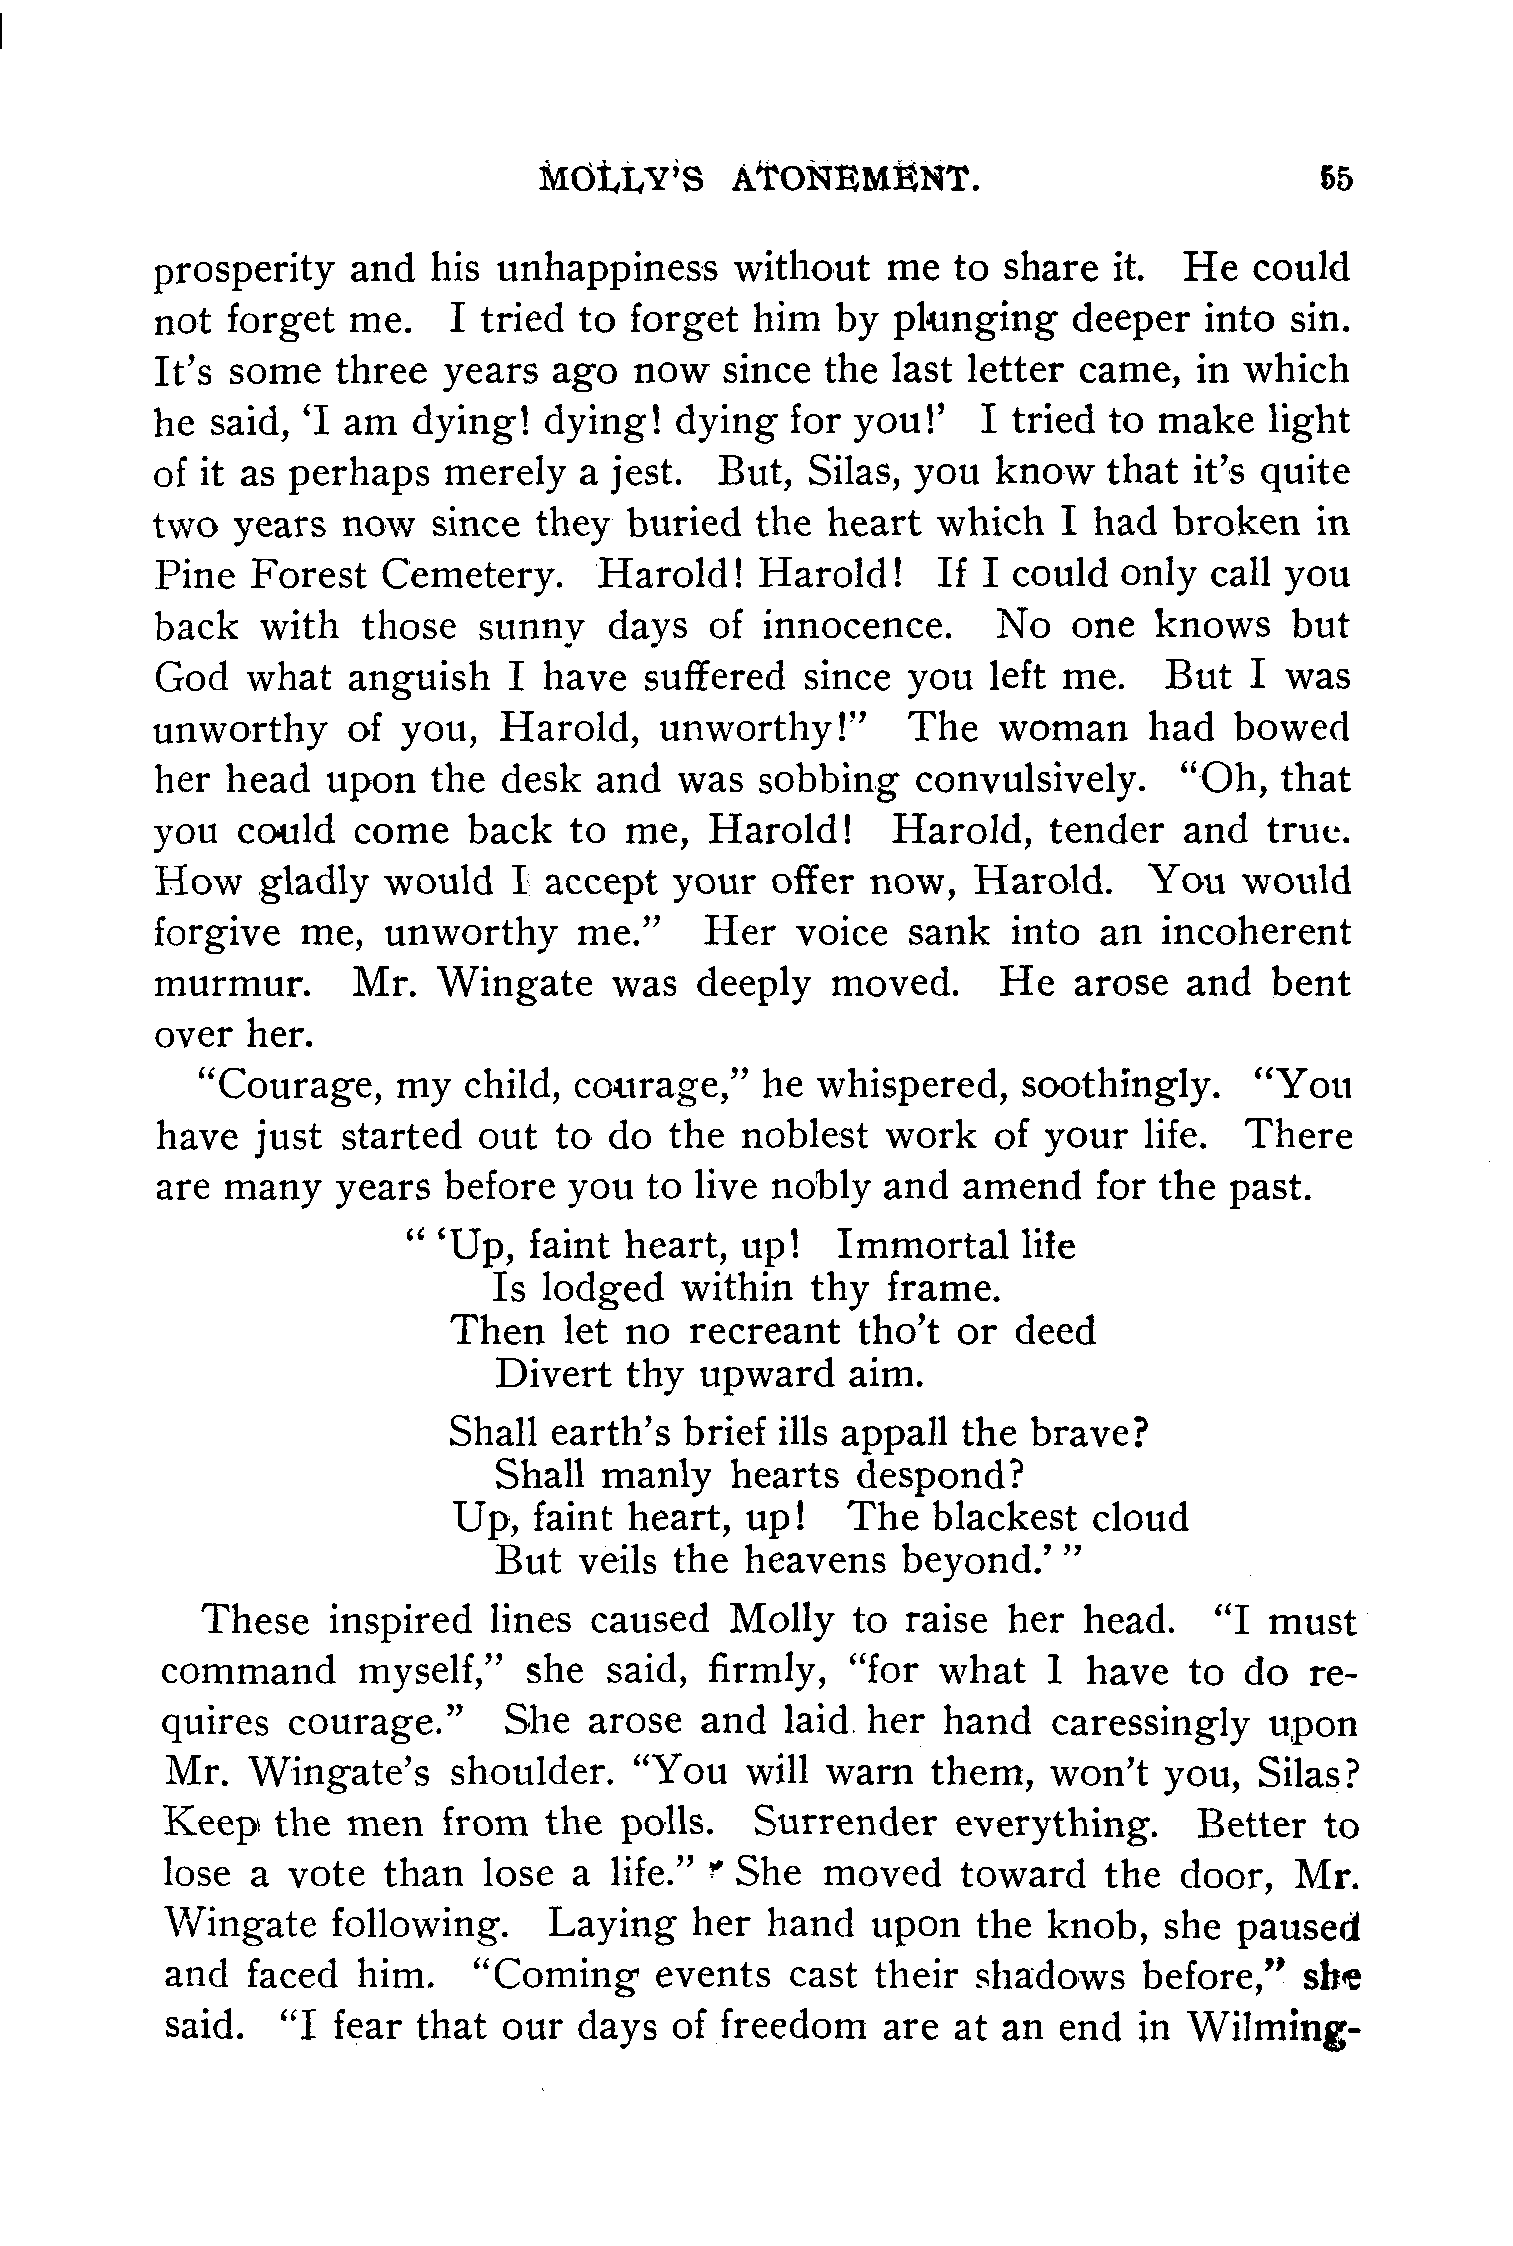 MOLLY'S ATONEMENT. 55
prosperity and his unhappiness without me to share it. He could
not forget me. I tried to forget him by plunging deeper into sin.
It's some three years ago now since the last letter came, in which
he said, 'I am dying! dying! dying for you!' I tried to make light
of it as perhaps merely a jest. But, Silas, you know that it's quite
two years now since they buried the heart which I had broken in
Pine Forest Cemetery. Harold! Harold! If I could only call you
back with those sunny days of innocence. No one knows but
God what anguish I have suffered since you left me. But I was
unworthy of you, Harold, unworthy!" The woman had bowed
her head upon the desk and was sobbing convulsively. "Oh, that
you could come back to me, Harold! Harold, tender and true.
How gladly would I accept your offer now, Harold. You would
forgive me, unworthy me." Her voice sank into an incoherent
murmur. Mr. Wingate was deeply moved. He arose and bent
over her.
"Courage, my child, courage," he whispered, soothingly. "You
have just started out to do the noblest work of your life. There
are many years before you to live nobly and amend for the past.
" 'Up, faint heart, up! Immortal life
Is lodged within thy frame.
Then let no recreant tho't or deed
Divert thy upward aim.
Shall earth's brief ills appall the brave?
Shall manly hearts despond?
Up, faint heart, up! The blackest cloud
But veils the heavens beyond.' "
These inspired lines caused Molly to raise her head. "I must
command myself," she said, firmly, "for what I have to do re-
quires courage." She arose and laid her hand caressingly upon
Mr. Wingate's shoulder. "You will warn them, won't you, Silas?
Keep the men from the polls. Surrender everything. Better to
lose a vote than lose a life." She moved toward the door, Mr.
Wingate following. Laying her hand upon the knob, she paused
and faced him. "Coming events cast their shadows before," she
said. "I fear that our days of freedom are at an end in Wilming-